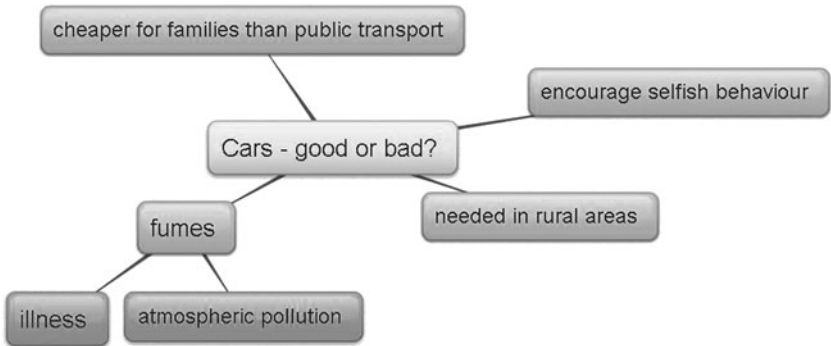 cheaper for families than public transport
encourage selfish behaviour
Cars - good or bad?
needed in rural areas
fumes
illness
atmospheric pollution